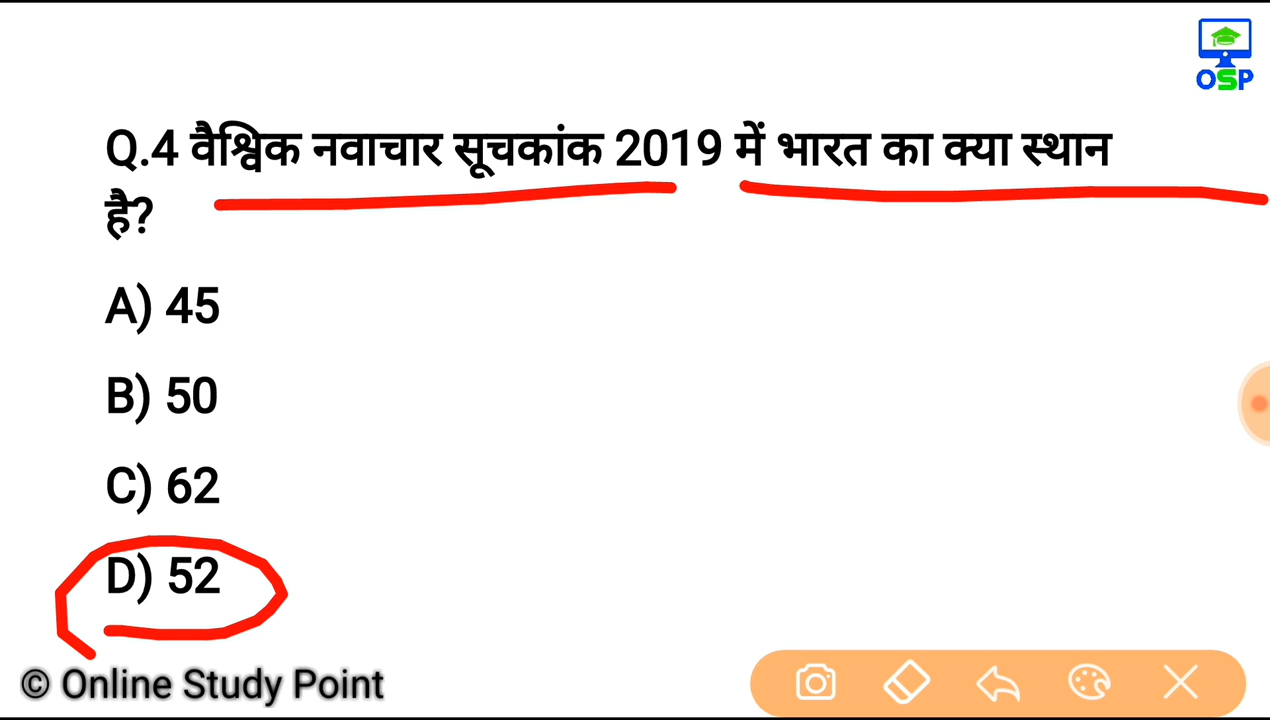 OSP
Q.4 वैश्विक नवाचार सूचकांक 2019 में भारत का क्या स्थान
है?
A) 45
B) 50
C) 62
D) 52
© Online Study Point